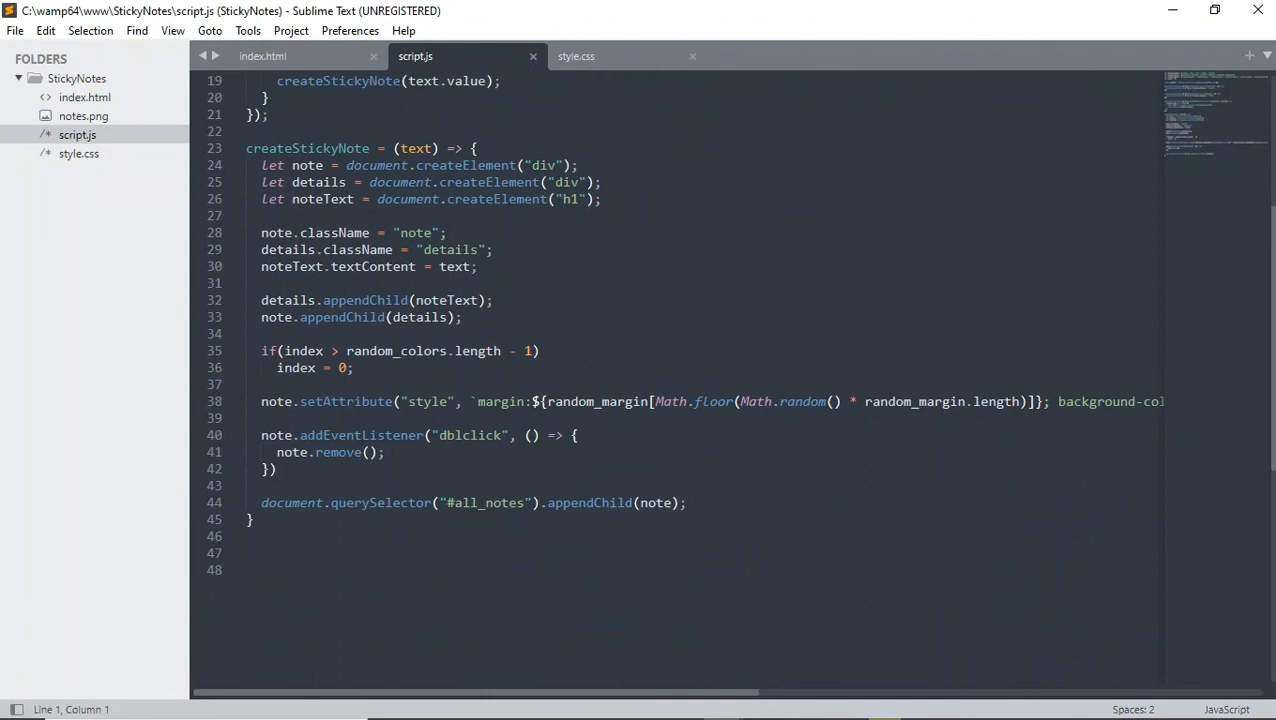 C:\wamp64\www\StickyNotes\script.js (StickyNotes) - Sublime Text (UNREGISTERED)
File Edit Selection Find View Goto Tools Project Preferences Help
FOLDERS
StickyNotes
<> index.html
notes.png
/* script.js
/* style.css
index.html script.js style.css
19 createStickyNote(text.value);
20 }
21 });
22
23 createStickyNote = (text) => {
24 let note = document.createElement("div");
25 let details = document.createElement("div");
26 let noteText = document.createElement("h1");
27
28 note.className = "note";
29 details.className = "details";
30 noteText.textContent = text;
31
32 details.appendChild(noteText);
33 note.appendChild(details);
34
35 if(index > random_colors.length - 1)
36 index = 0;
37
38 note.setAttribute("style", `margin:${random_margin[Math.floor(Math.random() * random_margin.length)]}; background-col
39
40 note.addEventListener("dblclick", () => {
41 note.remove();
42 })
43
44 document.querySelector("#all_notes").appendChild(note);
45 }
46
47
48
Line 1, Column 1 Spaces: 2 JavaScript